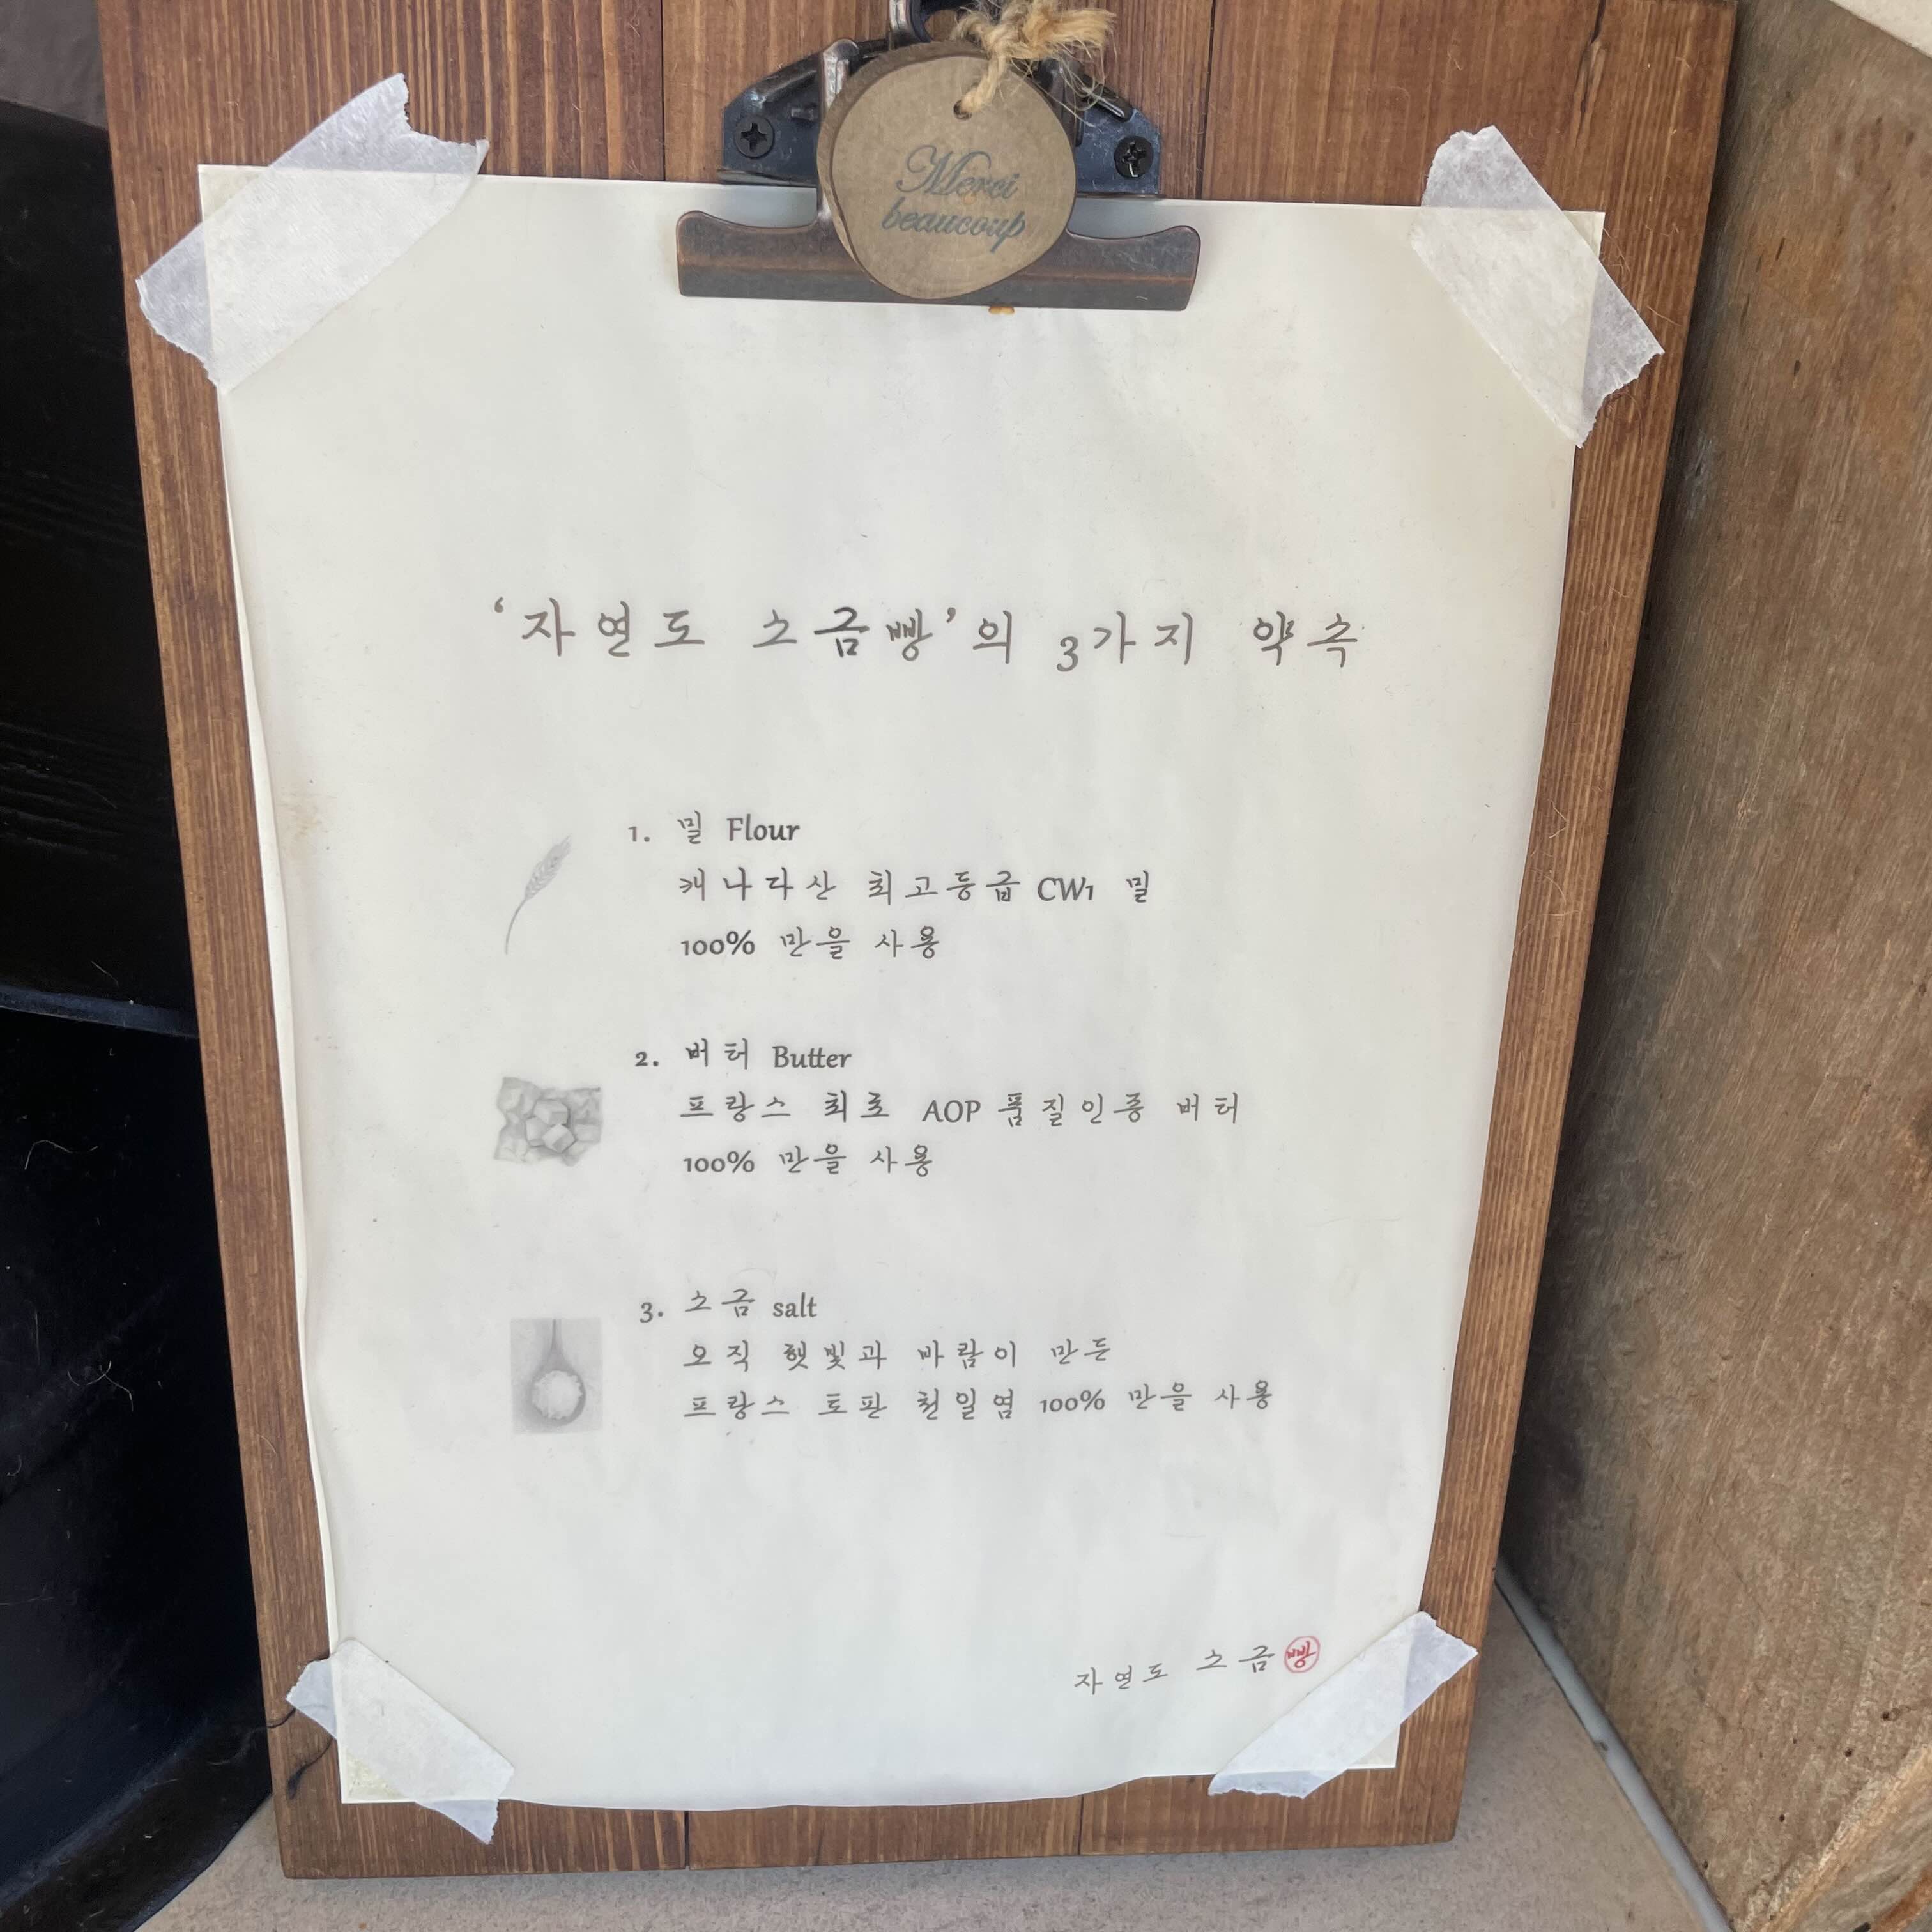 Merci
beaucoup
‘자연도 소금빵’의 3가지 약속
1. 밀 Flour
캐나다산 최고등급 CW1 밀
100% 만을 사용
2. 버터 Butter
프랑스 최초 AOP 품질인증 버터
100% 만을 사용
3. 소금 salt
오직 햇빛과 바람이 만든
프랑스 토판 천일염 100% 만을 사용
자연도 소금빵